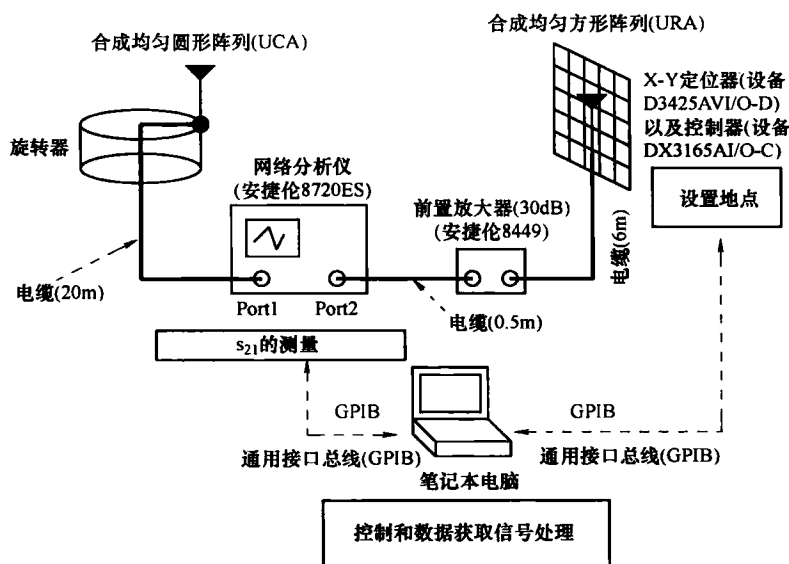 合成均匀圆形阵列(UCA)
合成均匀方形阵列(URA)
X-Y定位器(设备
D3425AVI/O-D)
以及控制器(设备
DX3165AI/O-C)
旋转器
网络分析仪
(安捷伦8720ES)
前置放大器(30dB)
(安捷伦8449)
设置地点
电缆(6m)
电缆(20m)
Port1
Port2
电缆(0.5m)
s21的测量
GPIB
GPIB
通用接口总线(GPIB)
通用接口总线(GPIB)
笔记本电脑
控制和数据获取信号处理